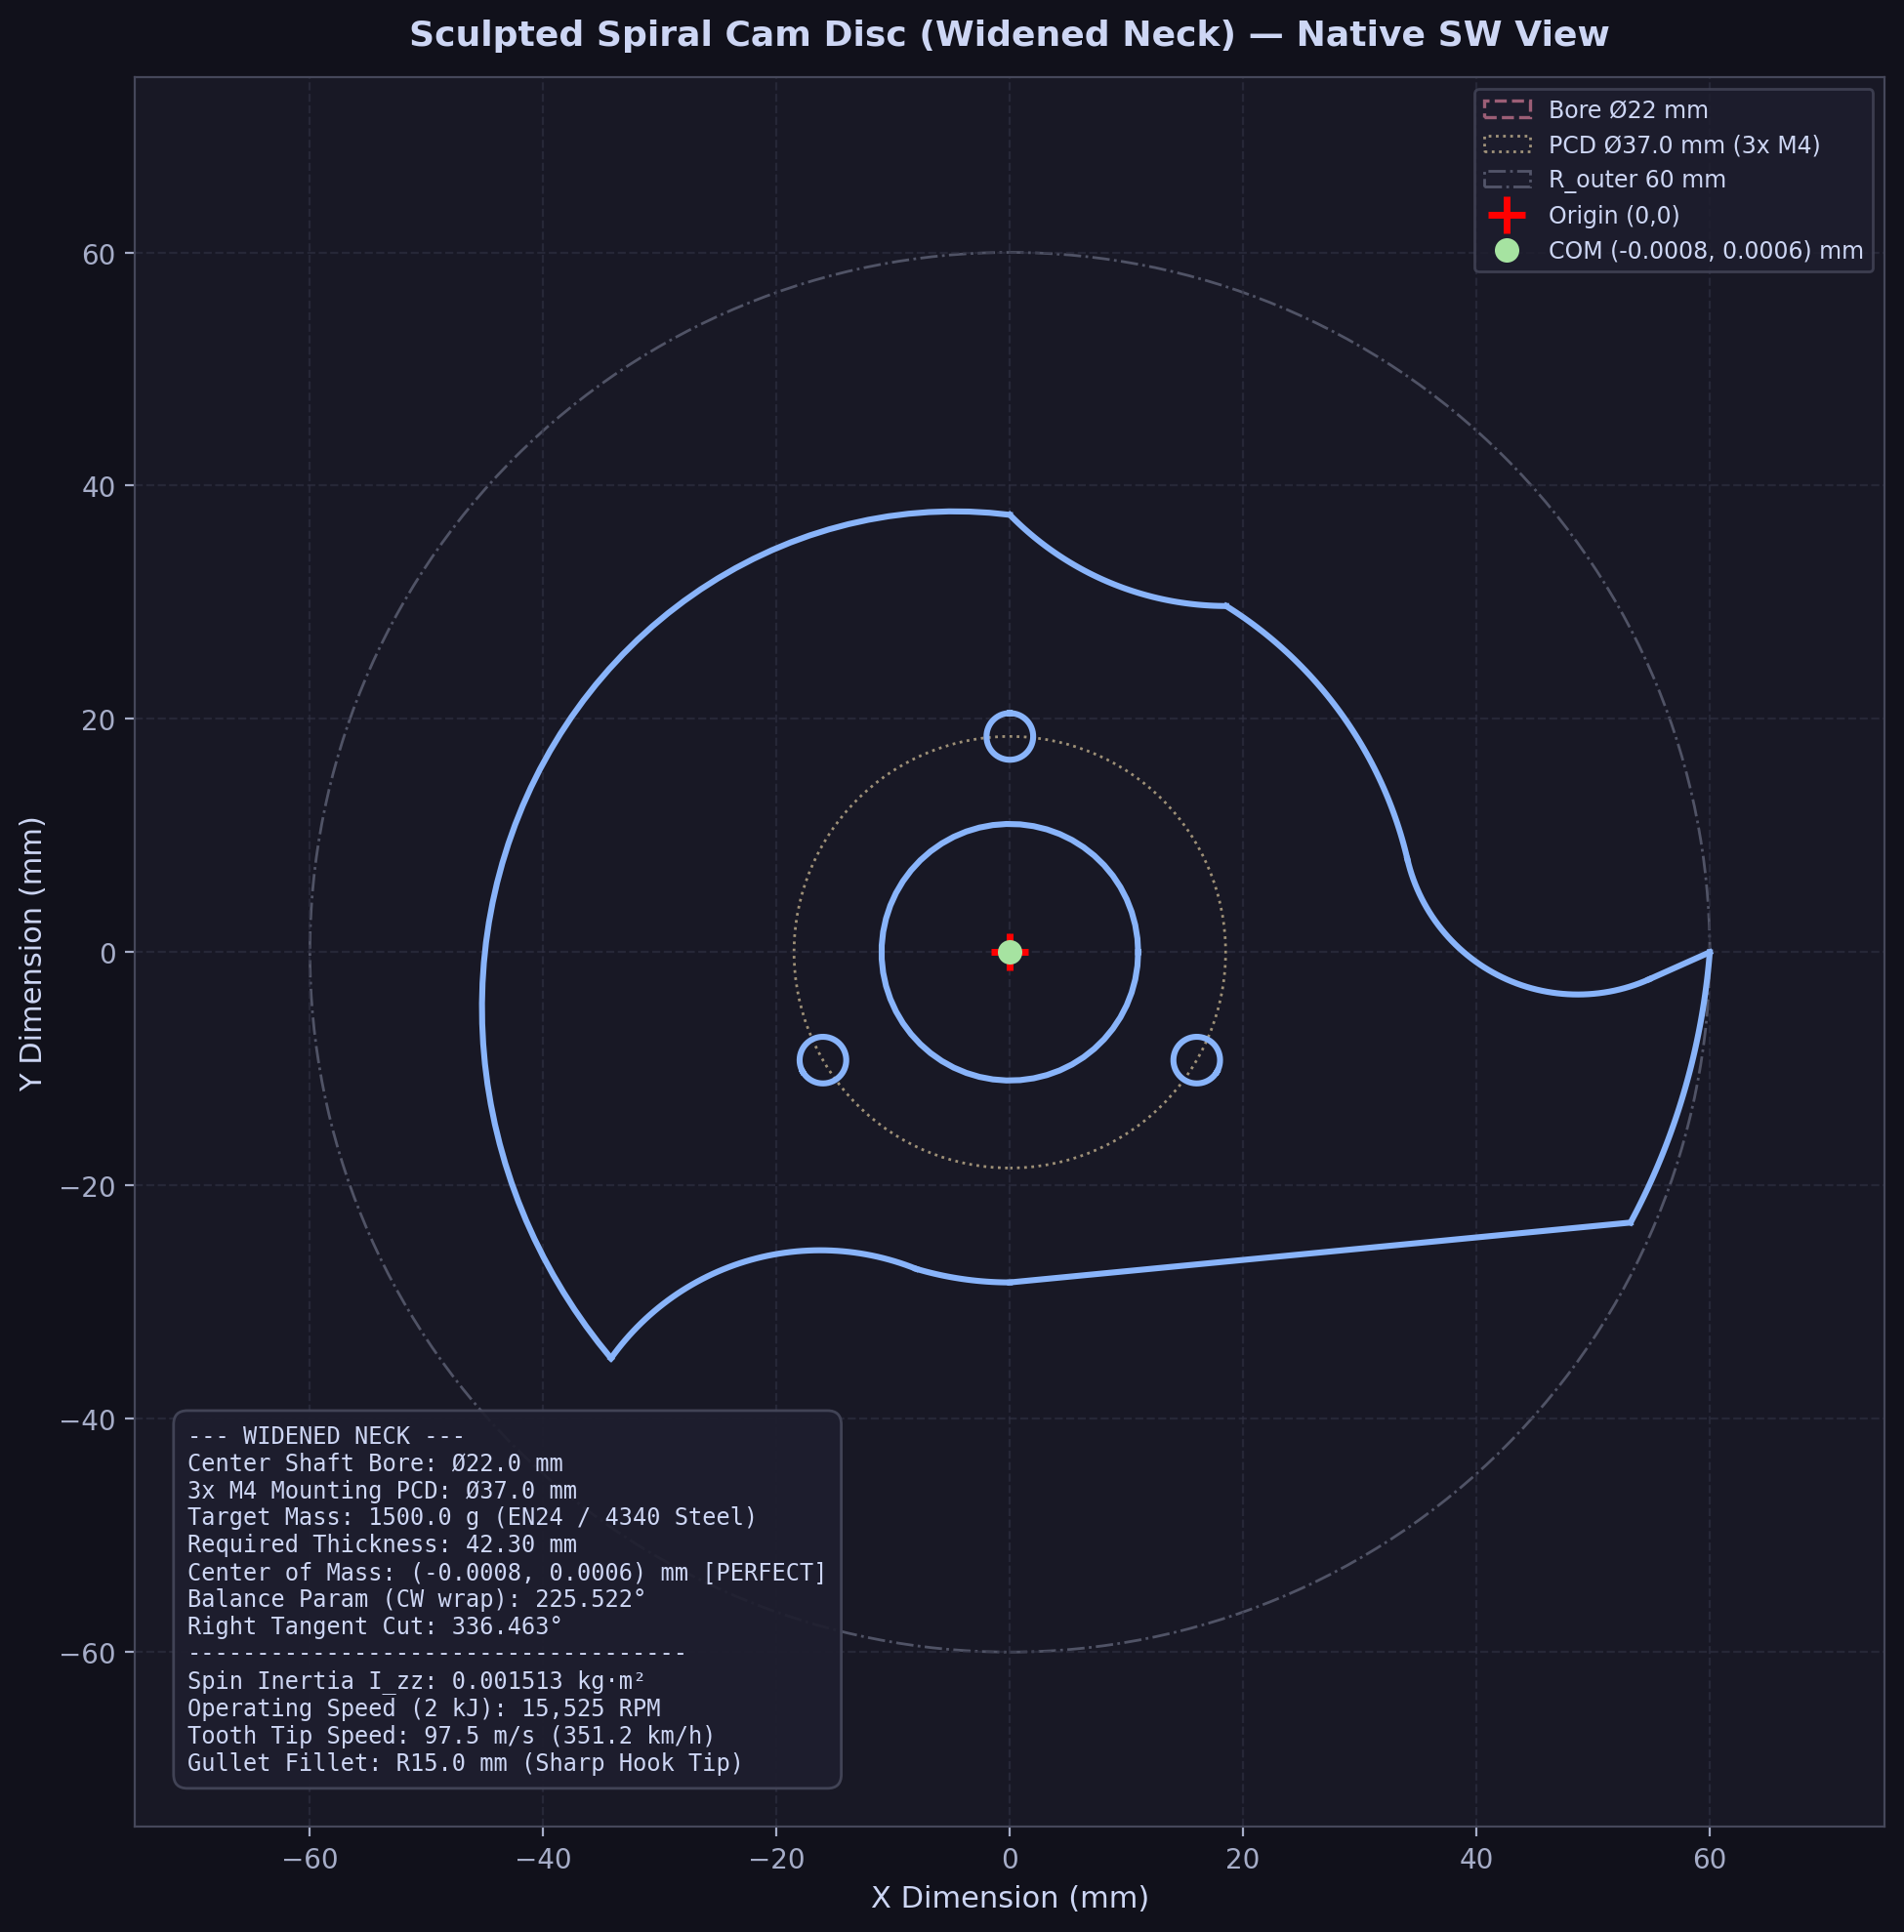 Sculpted Spiral Cam Disc (Widened Neck) — Native SW View
Bore Ø22 mm
PCD Ø37.0 mm (3x M4)
R_outer 60 mm
Origin (0,0)
COM (-0.0008, 0.0006) mm
60
40
20
0
−20
−40
−60
Y Dimension (mm)
--- WIDENED NECK ---
Center Shaft Bore: Ø22.0 mm
3x M4 Mounting PCD: Ø37.0 mm
Target Mass: 1500.0 g (EN24 / 4340 Steel)
Required Thickness: 42.30 mm
Center of Mass: (-0.0008, 0.0006) mm [PERFECT]
Balance Param (CW wrap): 225.522°
Right Tangent Cut: 336.463°
------------------------------------
Spin Inertia I_zz: 0.001513 kg·m²
Operating Speed (2 kJ): 15,525 RPM
Tooth Tip Speed: 97.5 m/s (351.2 km/h)
Gullet Fillet: R15.0 mm (Sharp Hook Tip)
−60
−40
−20
0
20
40
60
X Dimension (mm)